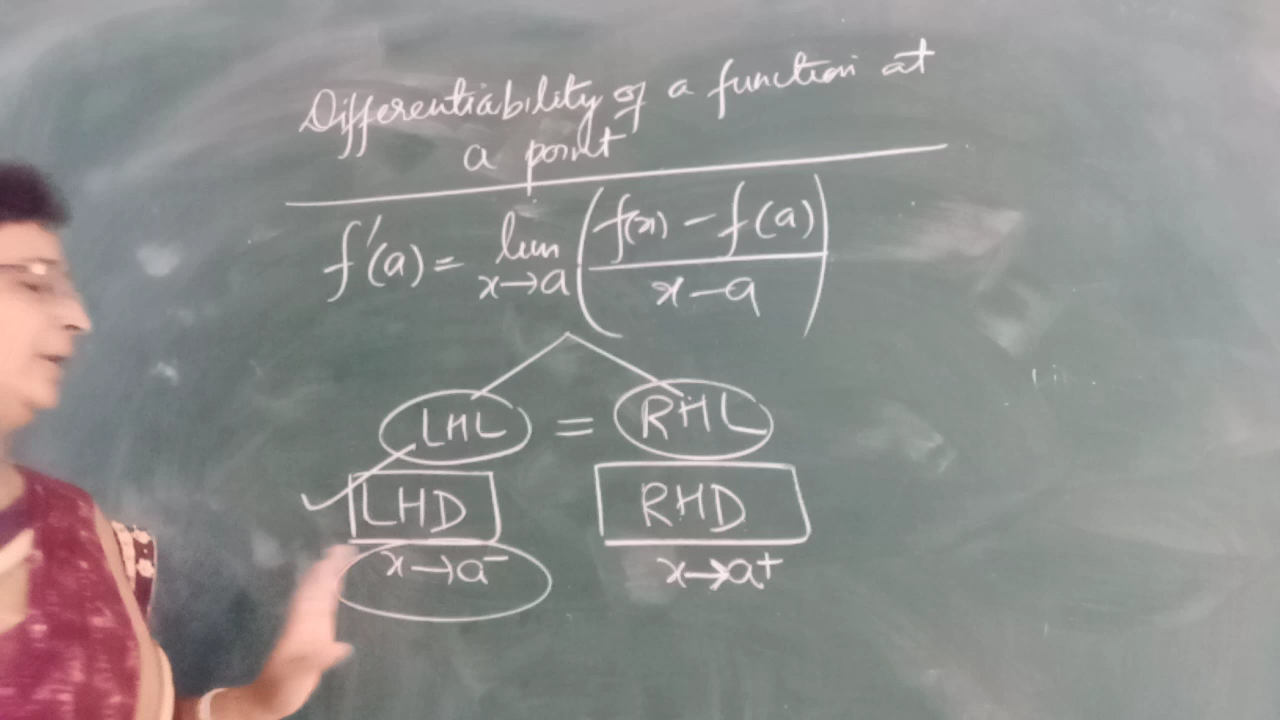 Differentiability of a function at
a point
f'(a) = lim x→a (f(x) - f(a) / x-a)
LHL = RHL
LHD RHD
x→a⁻ x→a⁺